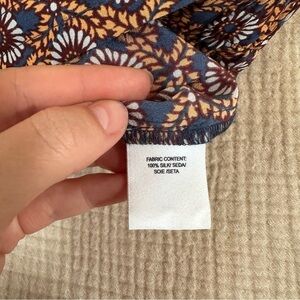 FABRIC CONTENT:
100% SILK/ SEDA/
SOIE /SETA